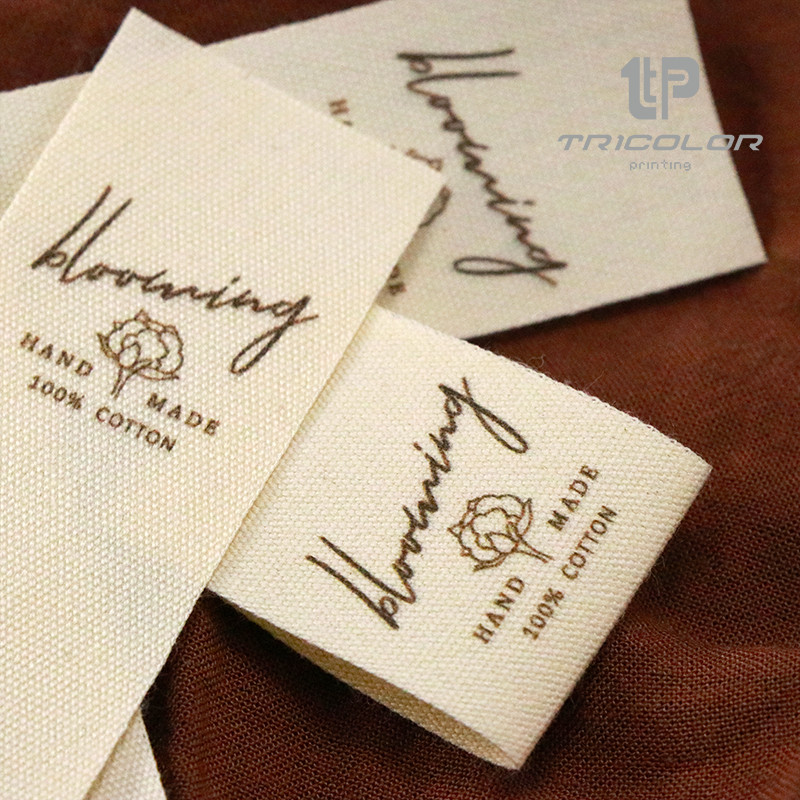 blooming
HAND MADE
100% COTTON
blooming
HAND MADE
100% COTTON
blooming
tP
TRICOLOR
printing